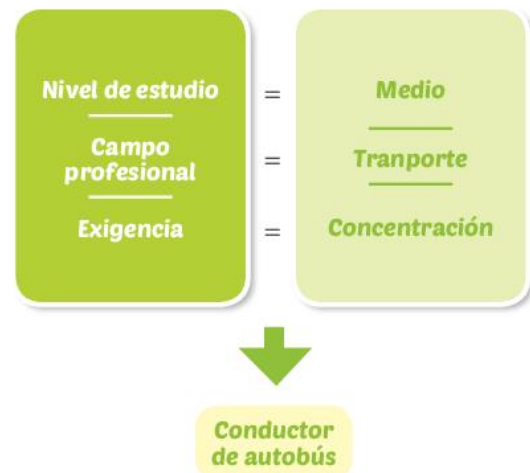 Nivel de estudio = Medio
Campo
profesional = Tranporte
Exigencia = Concentración
Conductor
de autobús